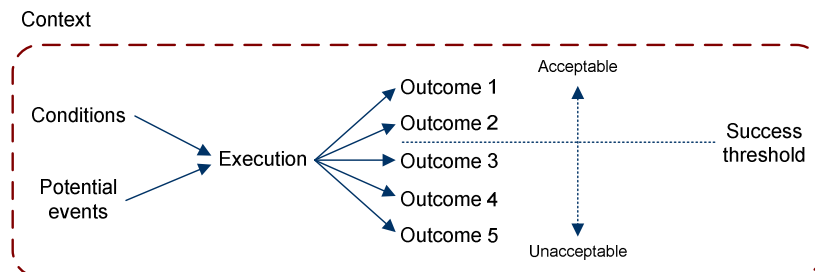 Context
Acceptable
Outcome 1
Conditions
Outcome 2
Success
threshold
Execution
Outcome 3
Potential
events
Outcome 4
Outcome 5
Unacceptable